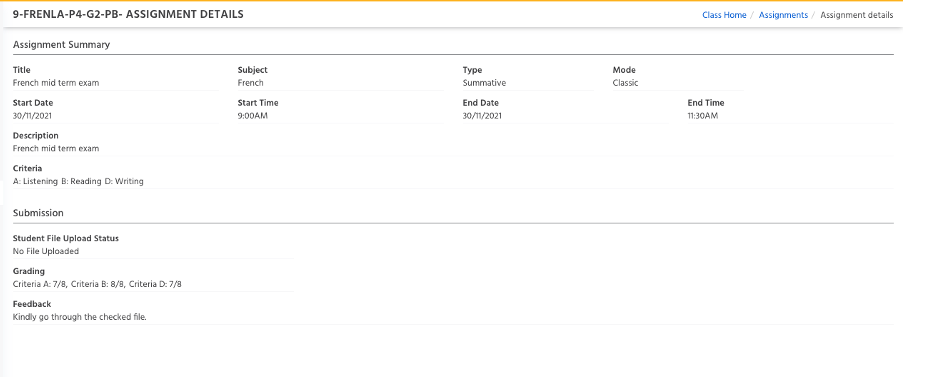 9-FRENLA-P4-G2-PB- ASSIGNMENT DETAILS
Class Home / Assignments / Assignment details
Assignment Summary
Title Subject Type Mode
French mid term exam French Summative Classic
Start Date Start Time End Date End Time
30/11/2021 9:00AM 30/11/2021 11:30AM
Description
French mid term exam
Criteria
A: Listening B: Reading D: Writing
Submission
Student File Upload Status
No File Uploaded
Grading
Criteria A: 7/8, Criteria B: 8/8, Criteria D: 7/8
Feedback
Kindly go through the checked file.